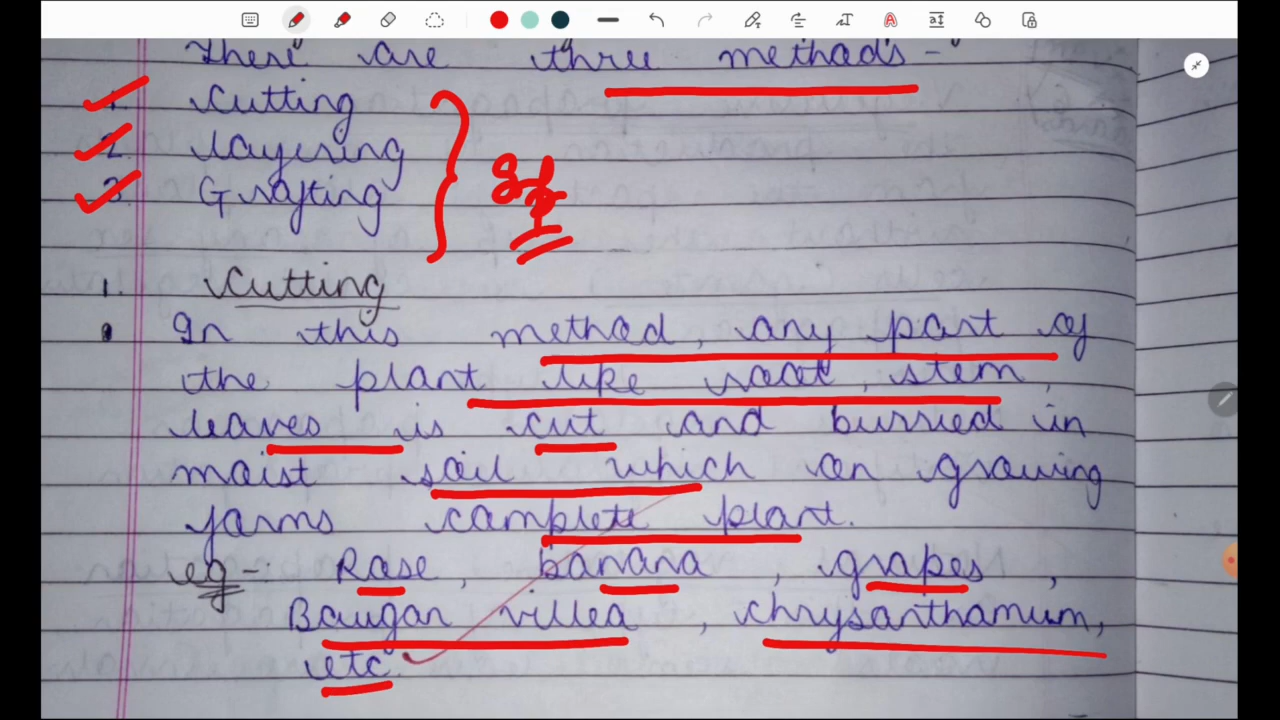 There are three methods -
1. Cutting
2. Layering
3. Grafting
1. Cutting
In this method, any part of
the plant like root, stem,
leaves is cut and burried in
moist soil which on growing
forms complete plant.
eg-: Rose, banana, grapes,
Baugan villea, chrysanthamum,
etc.